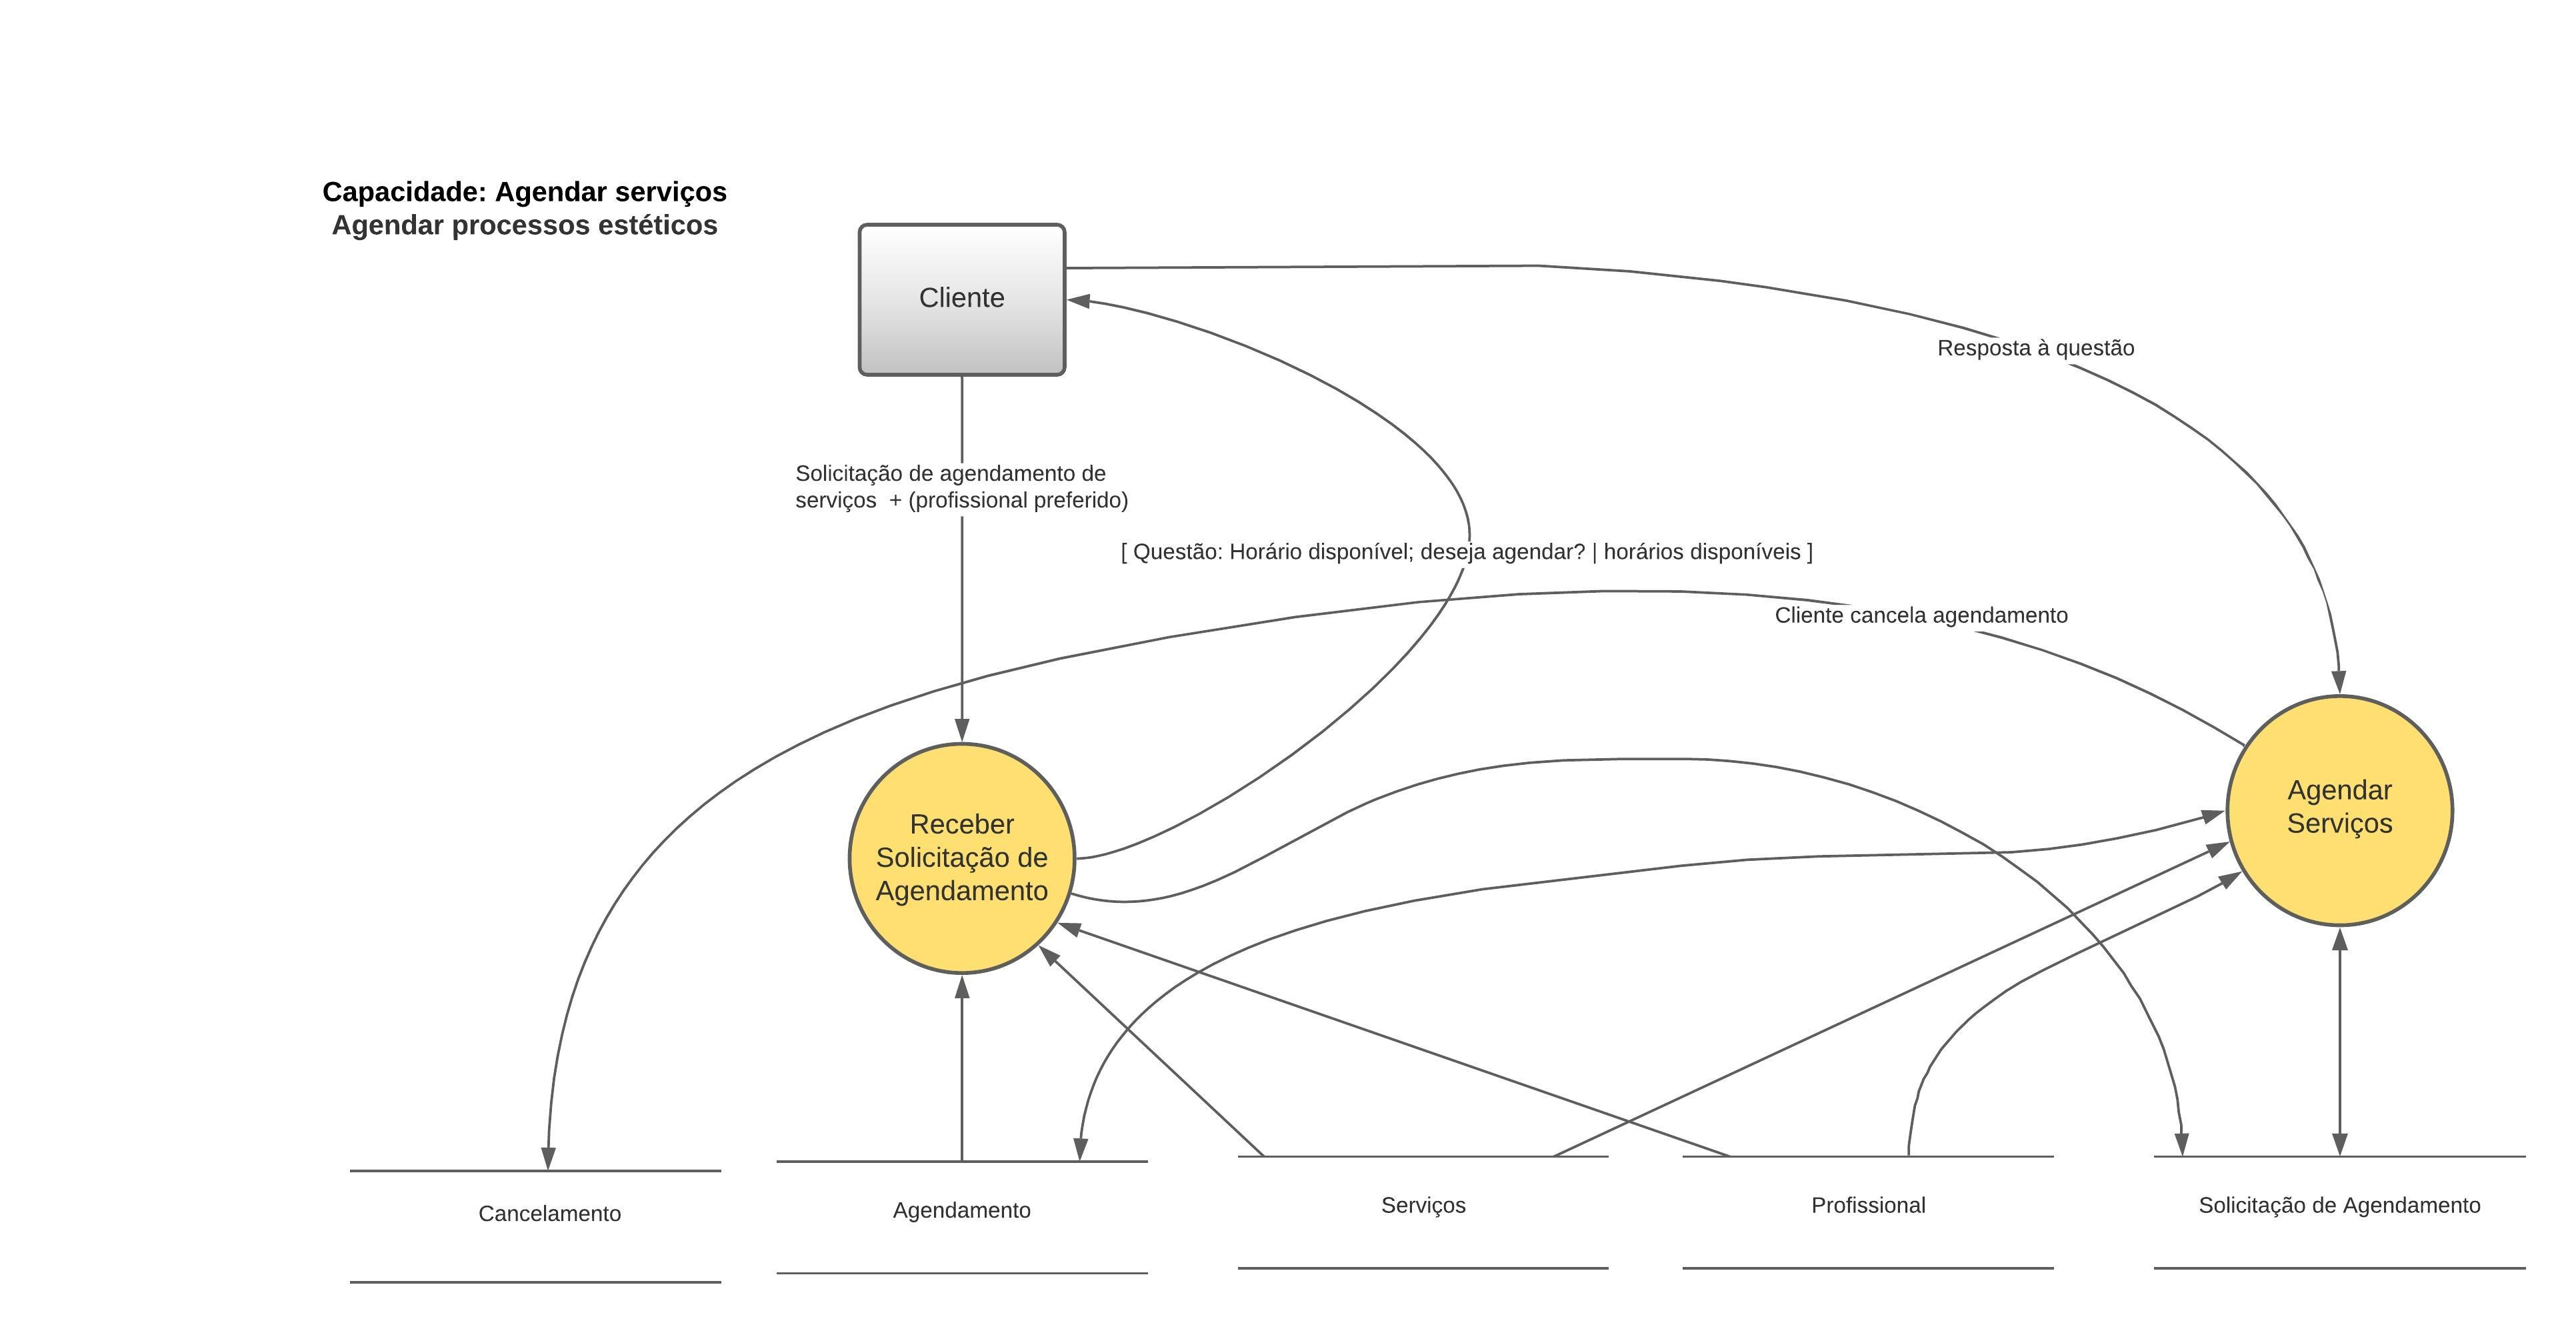 Capacidade: Agendar serviços
Agendar processos estéticos
Cliente
Resposta à questão
Solicitação de agendamento de
serviços  + (profissional preferido)
[ Questão: Horário disponível; deseja agendar? | horários disponíveis ]
Cliente cancela agendamento
Receber
Solicitação de
Agendamento
Agendar
Serviços
Cancelamento
Agendamento
Serviços
Profissional
Solicitação de Agendamento